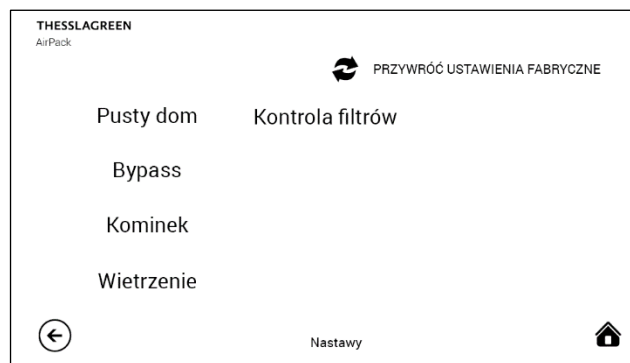 THESSLAGREEN
AirPack
PRZYWRÓĆ USTAWIENIA FABRYCZNE
Pusty dom Kontrola filtrów
Bypass
Kominek
Wietrzenie
Nastawy